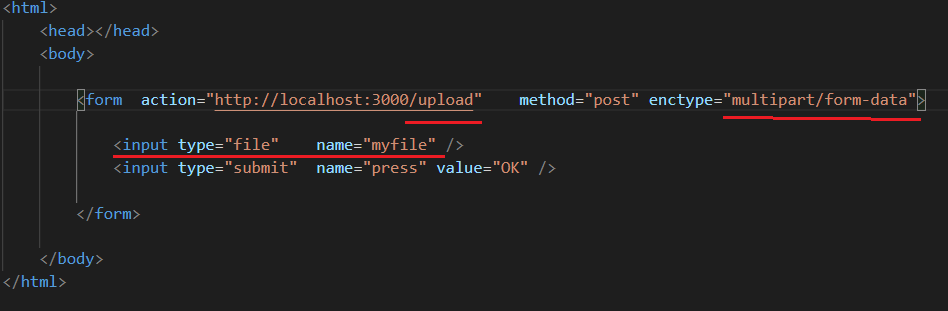 <html>
<head></head>
<body>
<form  action="http://localhost:3000/upload"    method="post" enctype="multipart/form-data">
<input type="file"    name="myfile" />
<input type="submit"  name="press" value="OK" />
</form>
</body>
</html>